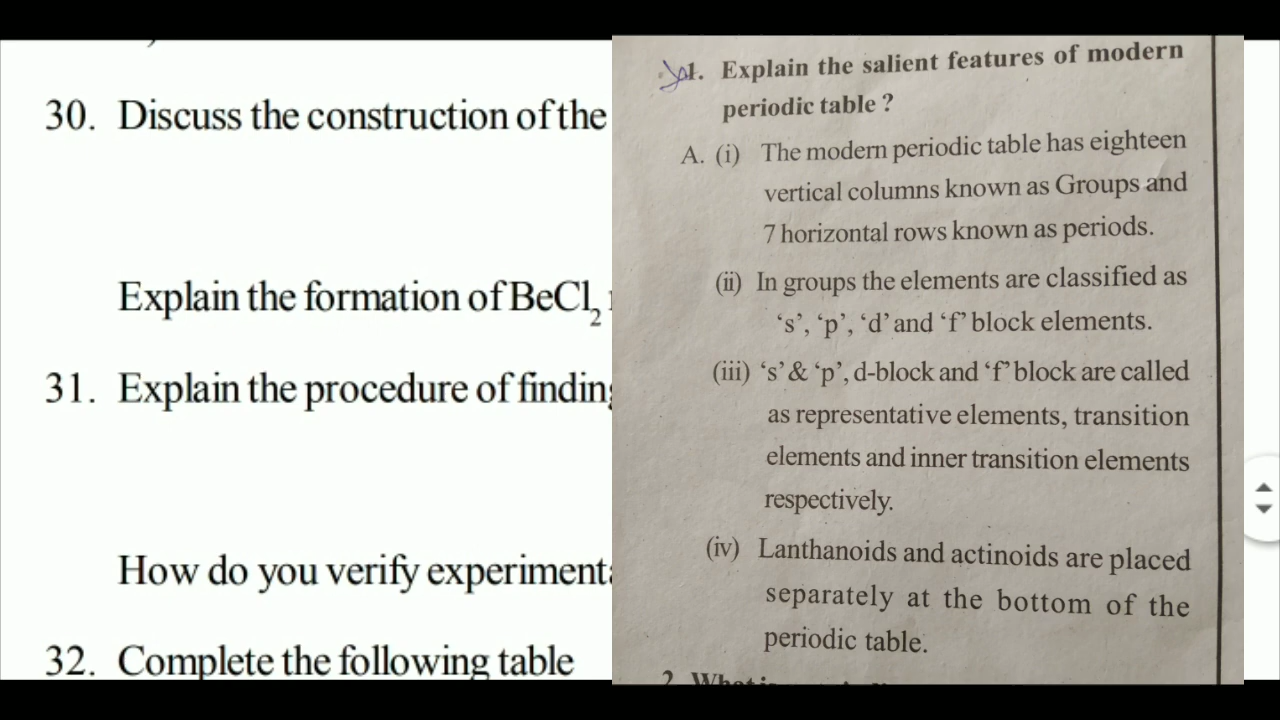 30. Discuss the construction of the
Explain the formation of BeCl₂
31. Explain the procedure of
How do you verify
32. Complete the following table
1. Explain the salient features of modern
periodic table ?
A. (i) The modern periodic table has eighteen
vertical columns known as Groups and
7 horizontal rows known as periods.
(ii) In groups the elements are classified as
‘s’, ‘p’, ‘d’ and ‘f’ block elements.
(iii) ‘s’ & ‘p’, d-block and ‘f’ block are called
as representative elements, transition
elements and inner transition elements
respectively.
(iv) Lanthanoids and actinoids are placed
separately at the bottom of the
periodic table.
2. What is